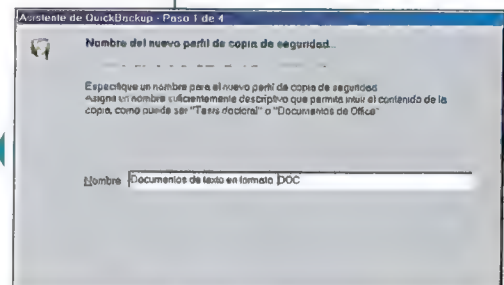 Asistente de QuickBackup - Paso 1 de 4
Nombre del nuevo perfil de copia de seguridad...
Especifique un nombre para el nuevo perfil de copia de seguridad
Asigna un nombre suficientemente descriptivo que permita intuir el contenido de la
copia, como puede ser "Tesis doctoral" o "Documentos de Office"
Nombre Documentos de texto en formato DOC